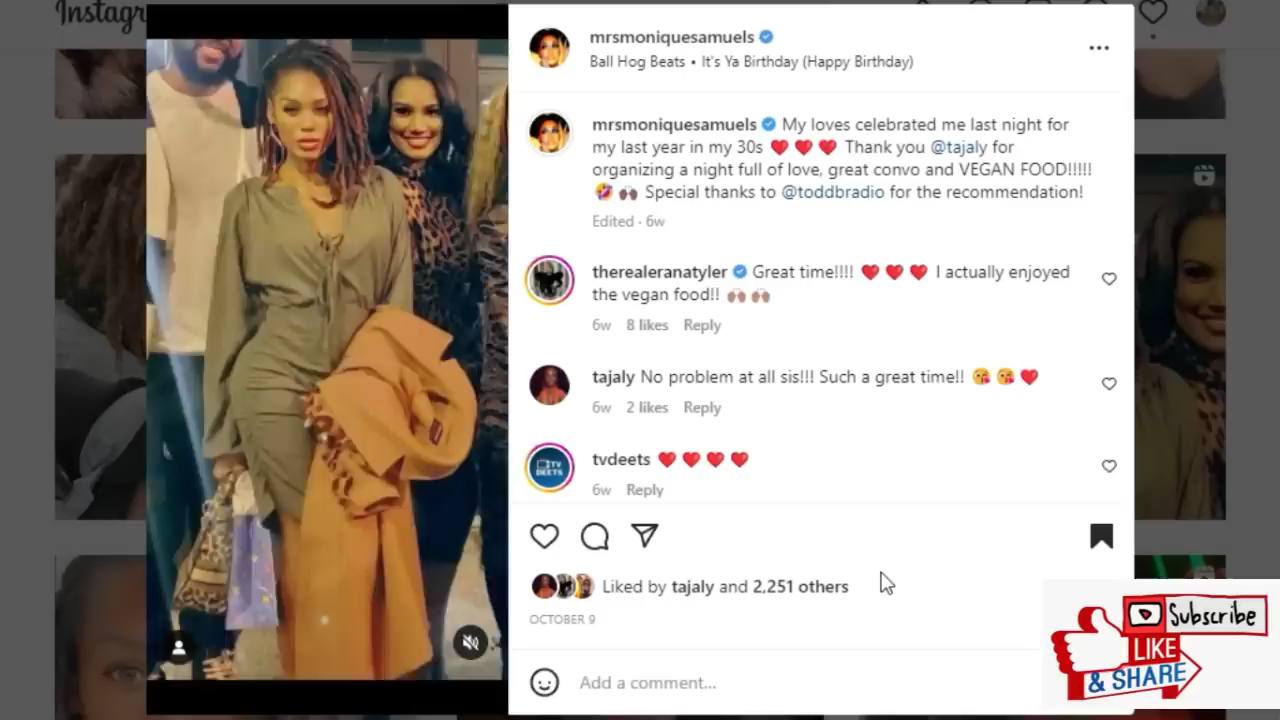 Instagr
mrsmoniquesamuels
Ball Hog Beats • It's Ya Birthday (Happy Birthday)
mrsmoniquesamuels My loves celebrated me last night for
my last year in my 30s ❤️ ❤️ ❤️ Thank you @tajaly for
organizing a night full of love, great convo and VEGAN FOOD!!!!!
🤣 🙌🏾 Special thanks to @toddbradio for the recommendation!
Edited · 6w
therealeranatyler Great time!!!! ❤️ ❤️ ❤️ I actually enjoyed
the vegan food!! 🙌🏽 🙌🏽
6w 8 likes Reply
tajaly No problem at all sis!!! Such a great time!! 😘 😘 ❤️
6w 2 likes Reply
TV
DEETS
tvdeets ❤️ ❤️ ❤️ ❤️
6w Reply
Liked by tajaly and 2,251 others
OCTOBER 9
Add a comment...
Subscribe
LIKE
& SHARE